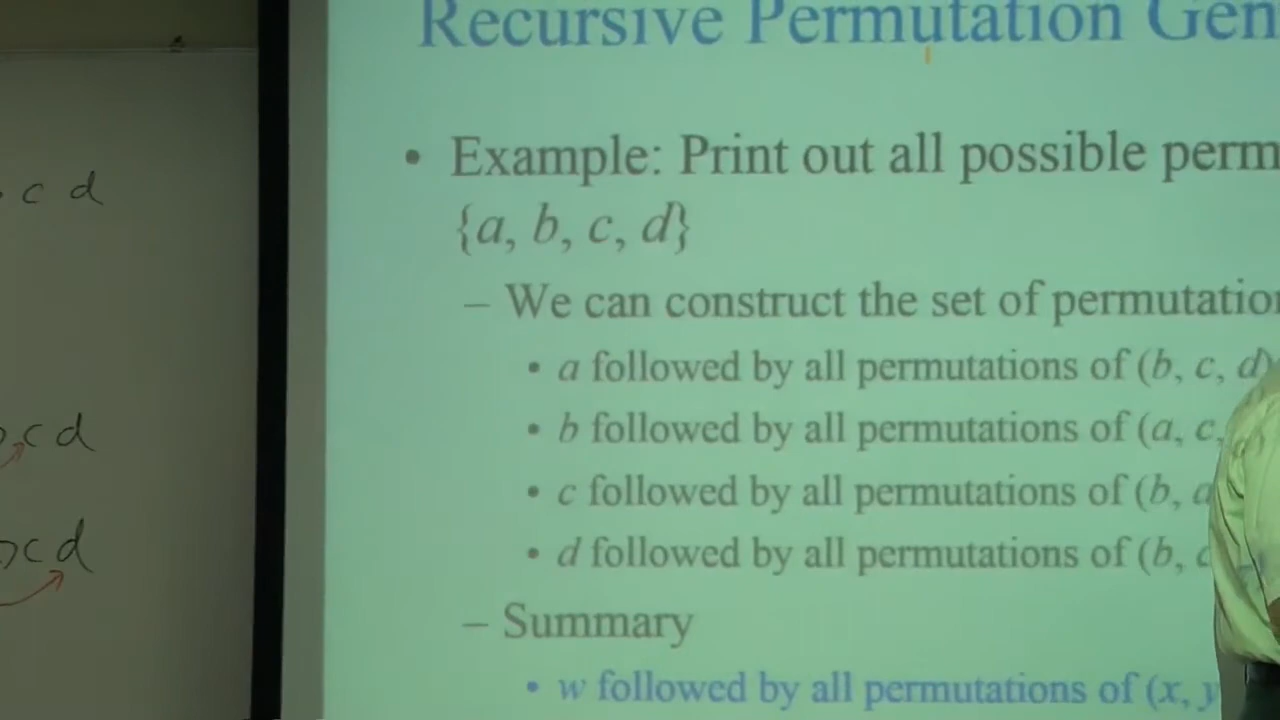 Recursive Permutation Gen
• Example: Print out all possible perm
{a, b, c, d}
– We can construct the set of permutation
• a followed by all permutations of (b, c, d)
• b followed by all permutations of (a, c,
• c followed by all permutations of (b,
• d followed by all permutations of (b,
– Summary
• w followed by all permutations of (x, y
c d
c d
c d